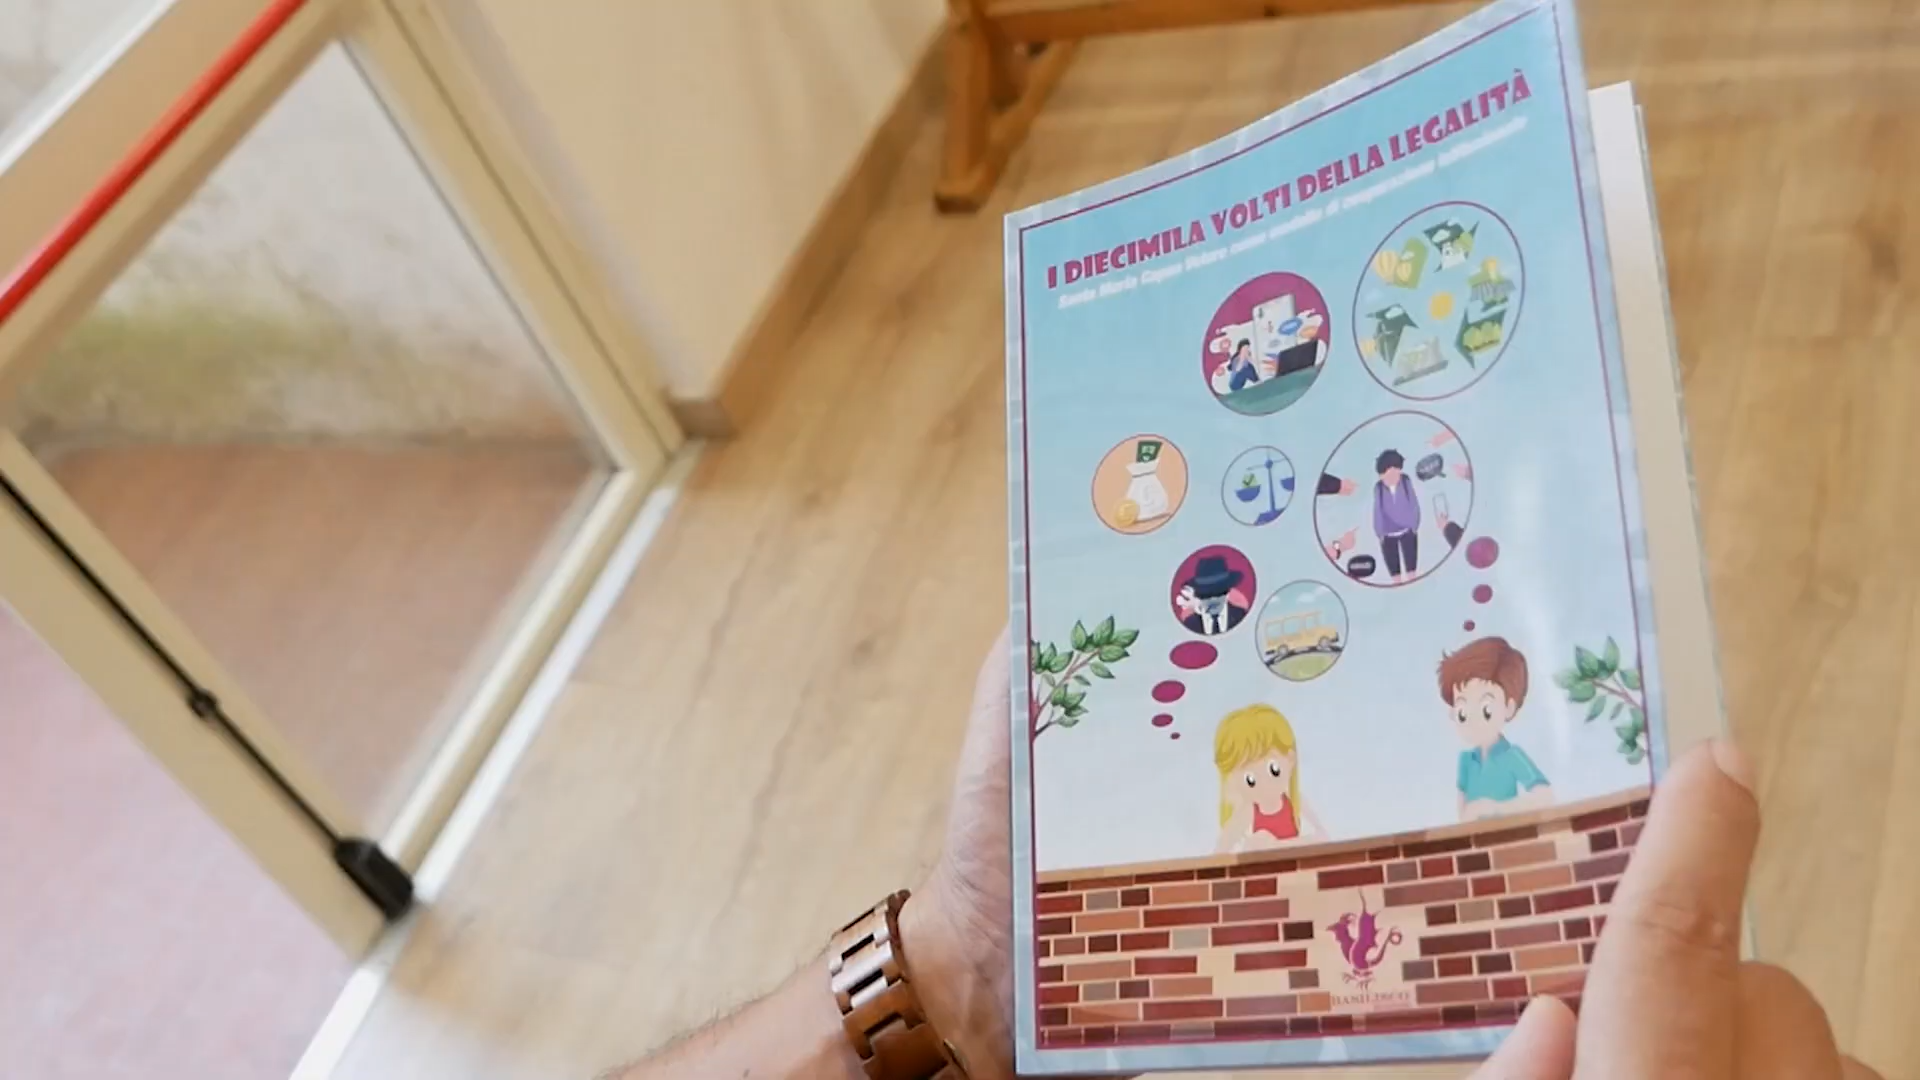 I DIECIMILA VOLTI DELLA LEGALITÀ
Santa Maria Capua Vetere come modello di cooperazione istituzionale
BASILISCO